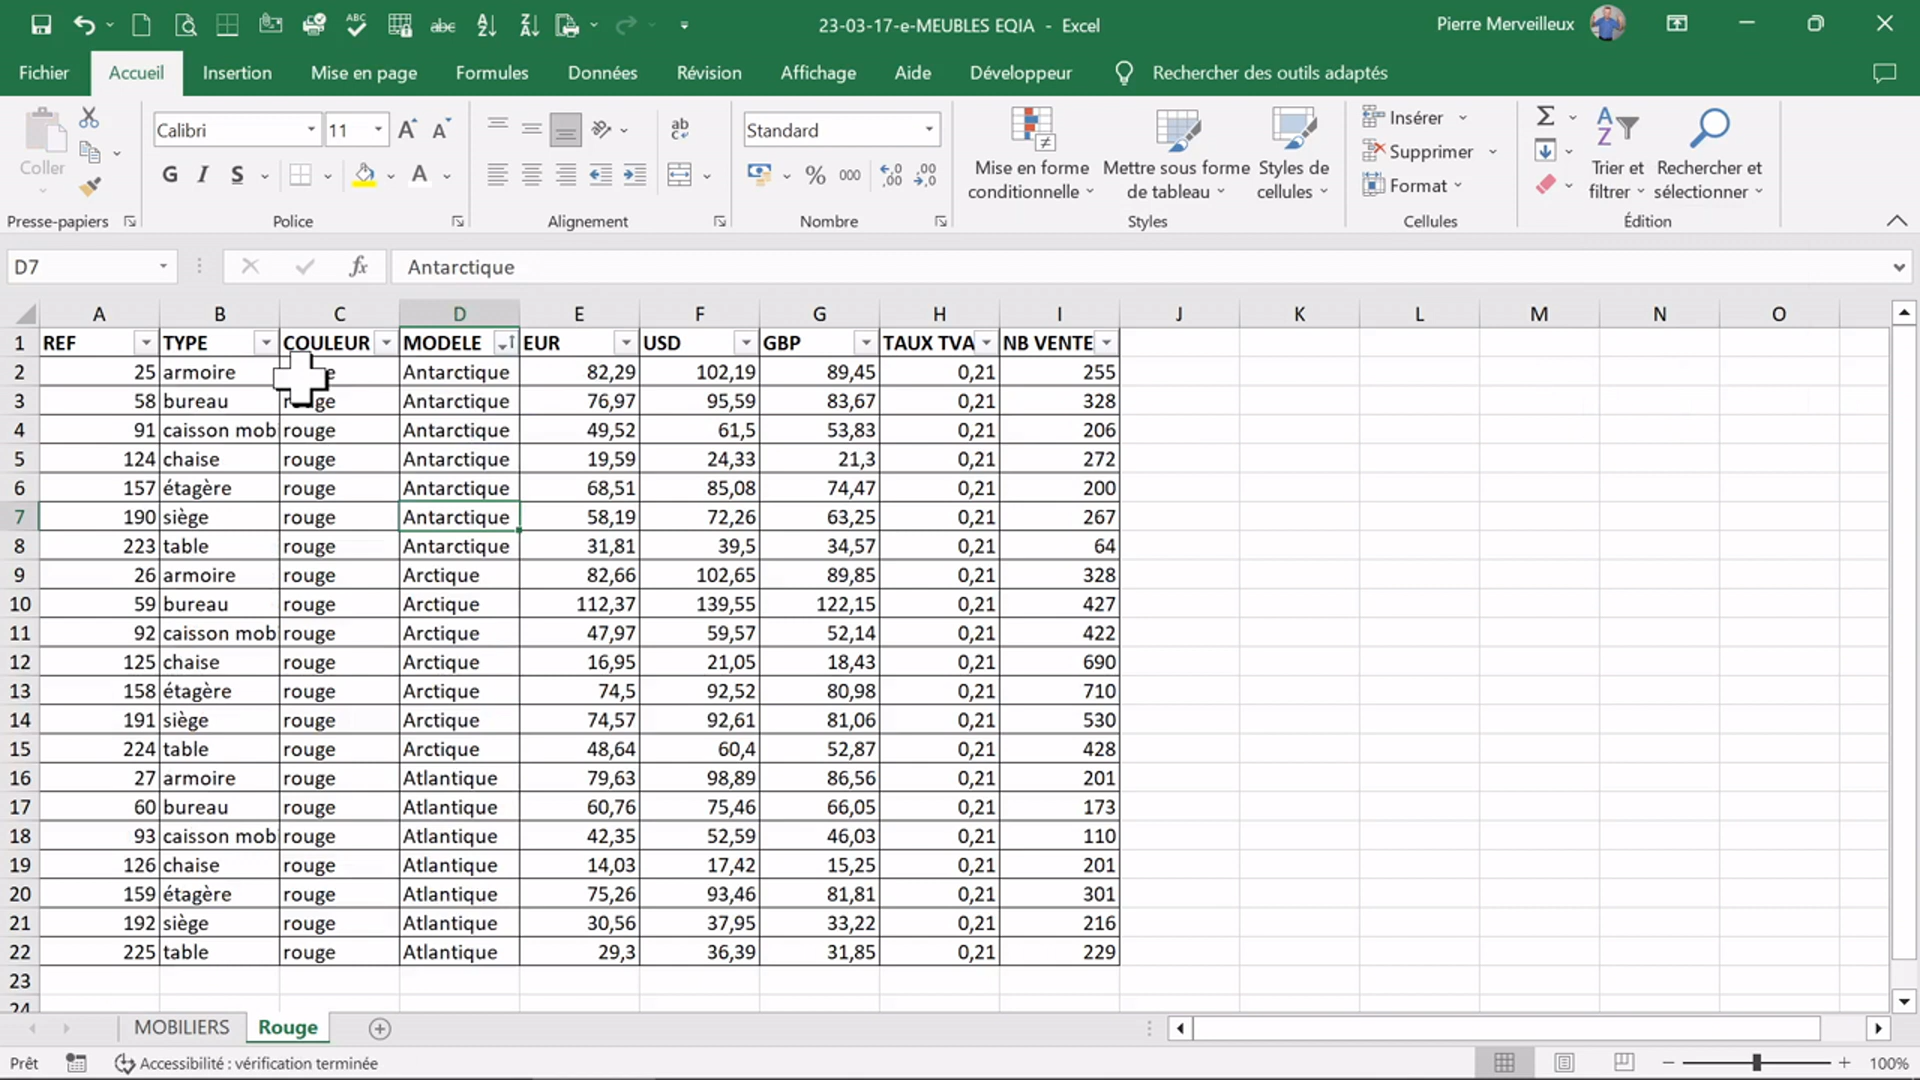 23-03-17-e-MEUBLES EQIA - Excel
Pierre Merveilleux
Fichier Accueil Insertion Mise en page Formules Données Révision Affichage Aide Développeur Rechercher des outils adaptés
Coller
Presse-papiers
Calibri 11
G I S
Police
Alignement
Standard
% 000
Nombre
Mise en forme conditionnelle
Mettre sous forme de tableau
Styles de cellules
Styles
Insérer
Supprimer
Format
Cellules
Trier et filtrer
Rechercher et sélectionner
Édition
D7 fx Antarctique
A B C D E F G H I J K L M N O
1 REF TYPE COULEUR MODELE EUR USD GBP TAUX TVA NB VENTE
2 25 armoire Antarctique 82,29 102,19 89,45 0,21 255
3 58 bureau rouge Antarctique 76,97 95,59 83,67 0,21 328
4 91 caisson mob rouge Antarctique 49,52 61,5 53,83 0,21 206
5 124 chaise rouge Antarctique 19,59 24,33 21,3 0,21 272
6 157 étagère rouge Antarctique 68,51 85,08 74,47 0,21 200
7 190 siège rouge Antarctique 58,19 72,26 63,25 0,21 267
8 223 table rouge Antarctique 31,81 39,5 34,57 0,21 64
9 26 armoire rouge Arctique 82,66 102,65 89,85 0,21 328
10 59 bureau rouge Arctique 112,37 139,55 122,15 0,21 427
11 92 caisson mob rouge Arctique 47,97 59,57 52,14 0,21 422
12 125 chaise rouge Arctique 16,95 21,05 18,43 0,21 690
13 158 étagère rouge Arctique 74,5 92,52 80,98 0,21 710
14 191 siège rouge Arctique 74,57 92,61 81,06 0,21 530
15 224 table rouge Arctique 48,64 60,4 52,87 0,21 428
16 27 armoire rouge Atlantique 79,63 98,89 86,56 0,21 201
17 60 bureau rouge Atlantique 60,76 75,46 66,05 0,21 173
18 93 caisson mob rouge Atlantique 42,35 52,59 46,03 0,21 110
19 126 chaise rouge Atlantique 14,03 17,42 15,25 0,21 201
20 159 étagère rouge Atlantique 75,26 93,46 81,81 0,21 301
21 192 siège rouge Atlantique 30,56 37,95 33,22 0,21 216
22 225 table rouge Atlantique 29,3 36,39 31,85 0,21 229
23
24
MOBILIERS Rouge
Prêt Accessibilité : vérification terminée 100%